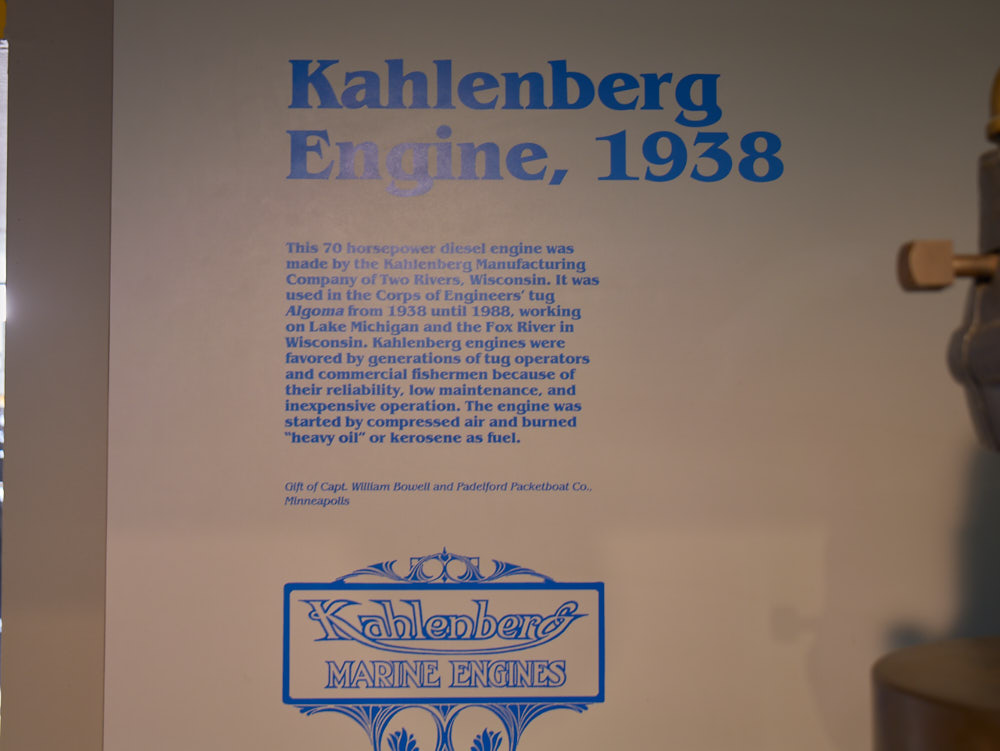 Kahlenberg
Engine, 1938
This 70 horsepower diesel engine was
made by the Kahlenberg Manufacturing
Company of Two Rivers, Wisconsin. It was
used in the Corps of Engineers' tug
Algoma from 1938 until 1988, working
on Lake Michigan and the Fox River in
Wisconsin. Kahlenberg engines were
favored by generations of tug operators
and commercial fishermen because of
their reliability, low maintenance, and
inexpensive operation. The engine was
started by compressed air and burned
"heavy oil" or kerosene as fuel.
Gift of Capt. William Bowell and Padelford Packetboat Co.,
Minneapolis
Kahlenberg
MARINE ENGINES